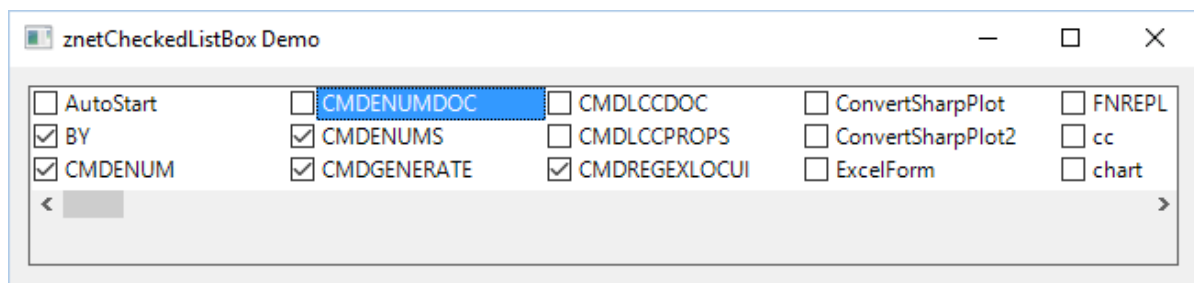 znetCheckedListBox Demo
AutoStart CMDENUMDOC CMDLCCDOC ConvertSharpPlot FNREPL
BY CMDENUMS CMDLCCPROPS ConvertSharpPlot2 cc
CMDENUM CMDGENERATE CMDREGEXLOCUI ExcelForm chart